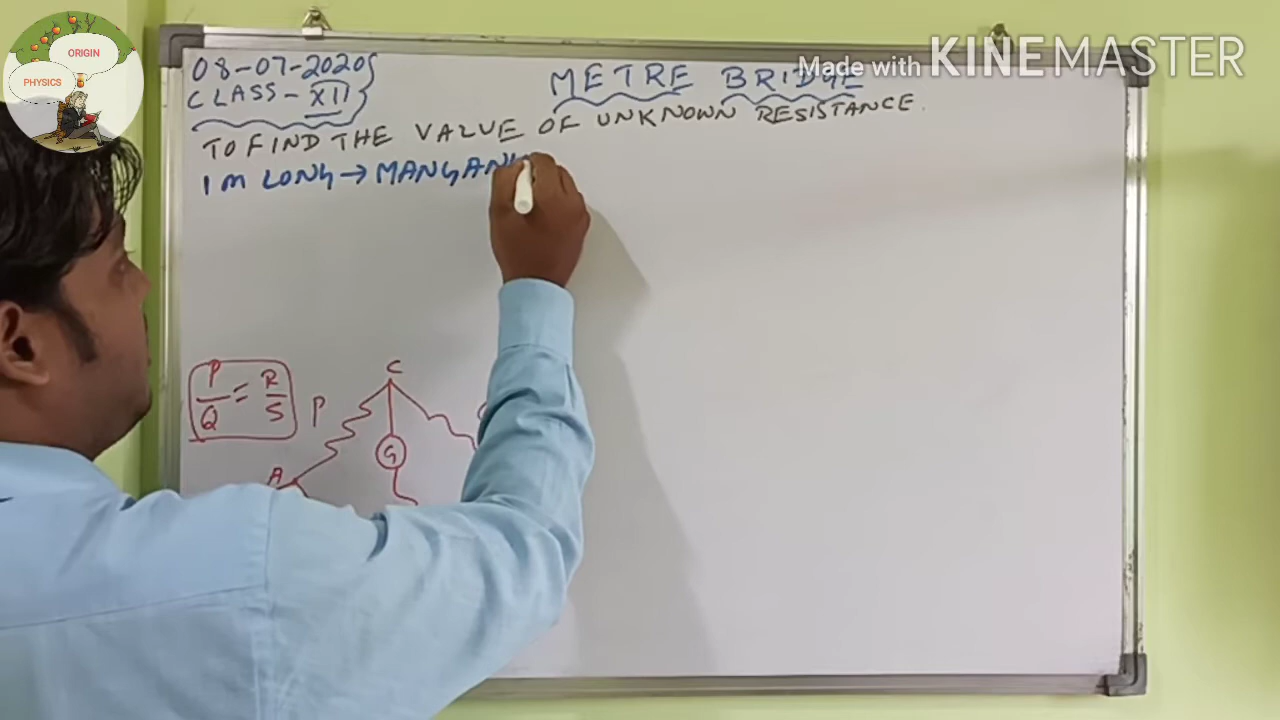 ORIGIN
PHYSICS
Made with KINEMASTER
08-07-2020
CLASS-XII
METRE BRIDGE
TO FIND THE VALUE OF UNKNOWN RESISTANCE.
1 M LONG → MANGAN
P/Q = R/S
C
P
G
A